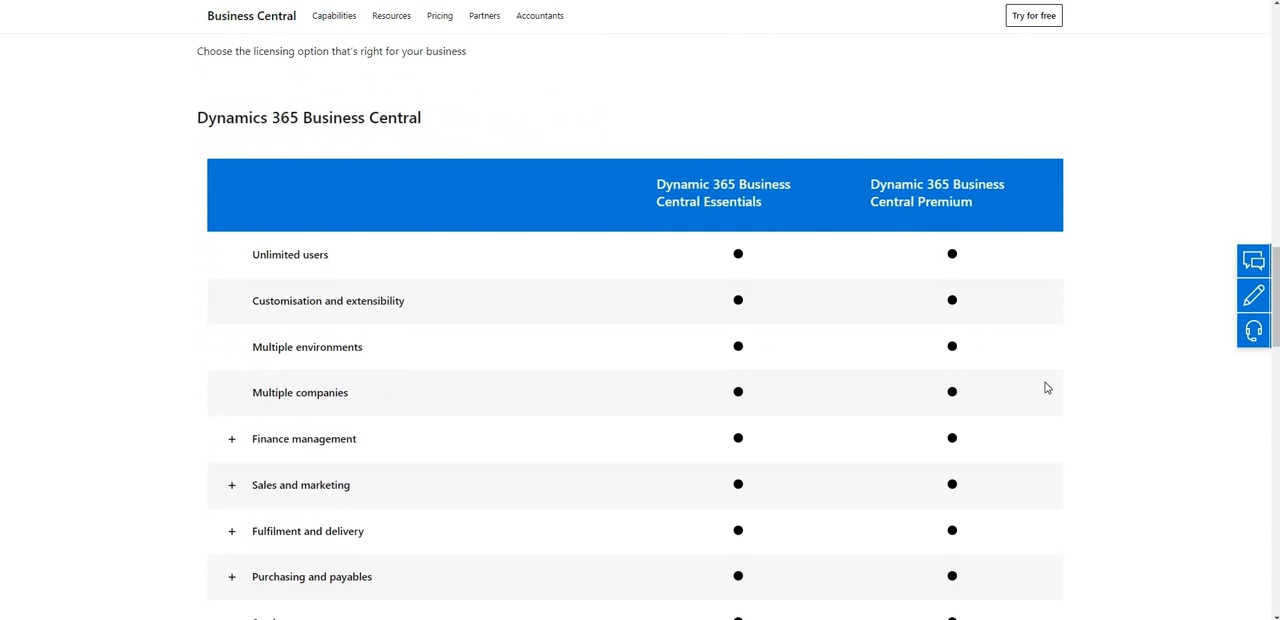 Business Central Capabilities Resources Pricing Partners Accountants Try for free
Choose the licensing option that's right for your business
Dynamics 365 Business Central
Dynamic 365 Business
Central Essentials
Dynamic 365 Business
Central Premium
Unlimited users
Customisation and extensibility
Multiple environments
Multiple companies
+ Finance management
+ Sales and marketing
+ Fulfilment and delivery
+ Purchasing and payables